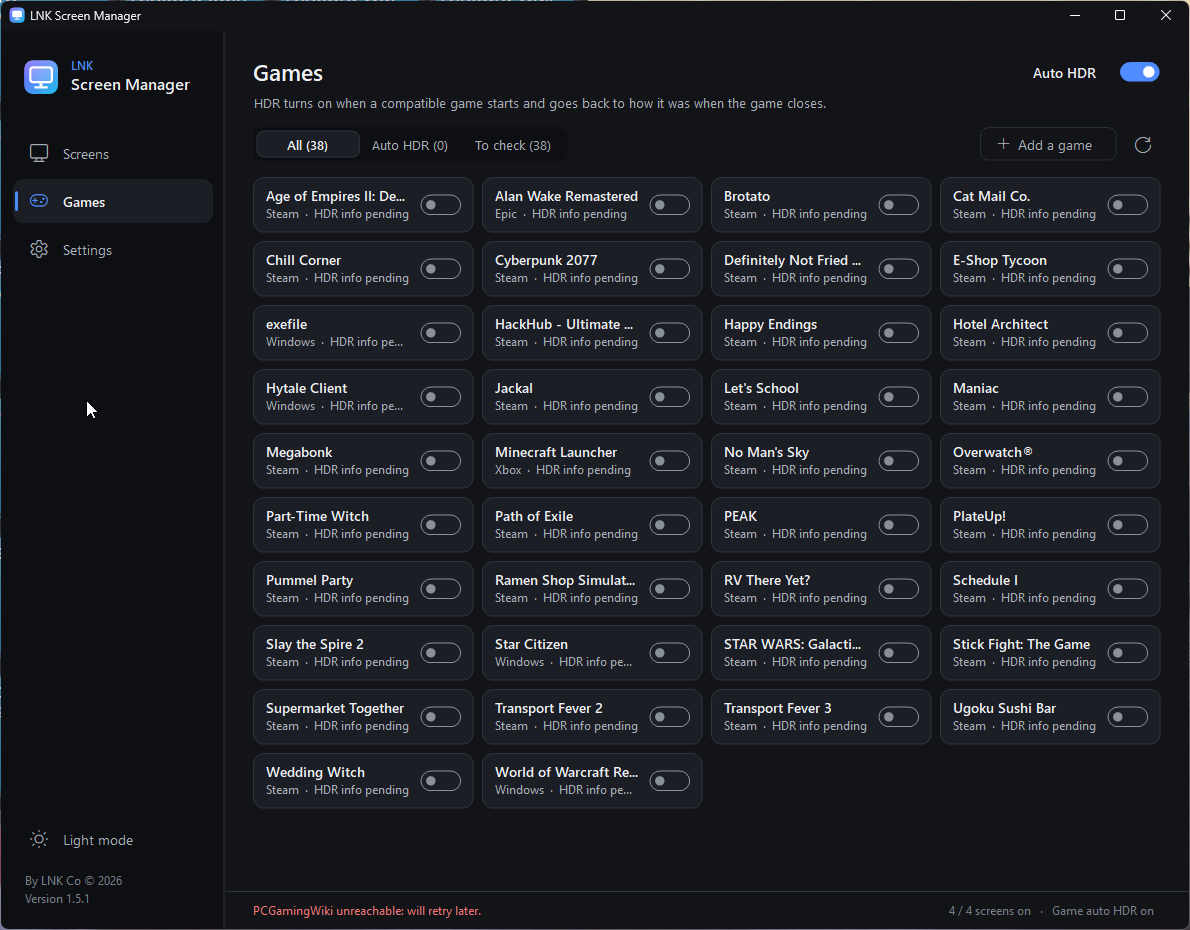 LNK Screen Manager
LNK
Screen Manager
Screens
Games
Settings
Light mode
By LNK Co © 2026
Version 1.5.1
Games
Auto HDR
HDR turns on when a compatible game starts and goes back to how it was when the game closes.
All (38)
Auto HDR (0)
To check (38)
+ Add a game
Age of Empires II: De...
Steam · HDR info pending
Alan Wake Remastered
Epic · HDR info pending
Brotato
Steam · HDR info pending
Cat Mail Co.
Steam · HDR info pending
Chill Corner
Steam · HDR info pending
Cyberpunk 2077
Steam · HDR info pending
Definitely Not Fried ...
Steam · HDR info pending
E-Shop Tycoon
Steam · HDR info pending
exefile
Windows · HDR info pe...
HackHub - Ultimate ...
Steam · HDR info pending
Happy Endings
Steam · HDR info pending
Hotel Architect
Steam · HDR info pending
Hytale Client
Windows · HDR info pe...
Jackal
Steam · HDR info pending
Let's School
Steam · HDR info pending
Maniac
Steam · HDR info pending
Megabonk
Steam · HDR info pending
Minecraft Launcher
Xbox · HDR info pending
No Man's Sky
Steam · HDR info pending
Overwatch®
Steam · HDR info pending
Part-Time Witch
Steam · HDR info pending
Path of Exile
Steam · HDR info pending
PEAK
Steam · HDR info pending
PlateUp!
Steam · HDR info pending
Pummel Party
Steam · HDR info pending
Ramen Shop Simulat...
Steam · HDR info pending
RV There Yet?
Steam · HDR info pending
Schedule I
Steam · HDR info pending
Slay the Spire 2
Steam · HDR info pending
Star Citizen
Windows · HDR info pe...
STAR WARS: Galacti...
Steam · HDR info pending
Stick Fight: The Game
Steam · HDR info pending
Supermarket Together
Steam · HDR info pending
Transport Fever 2
Steam · HDR info pending
Transport Fever 3
Steam · HDR info pending
Ugoku Sushi Bar
Steam · HDR info pending
Wedding Witch
Steam · HDR info pending
World of Warcraft Re...
Windows · HDR info pe...
PCGamingWiki unreachable; will retry later.
4 / 4 screens on · Game auto HDR on